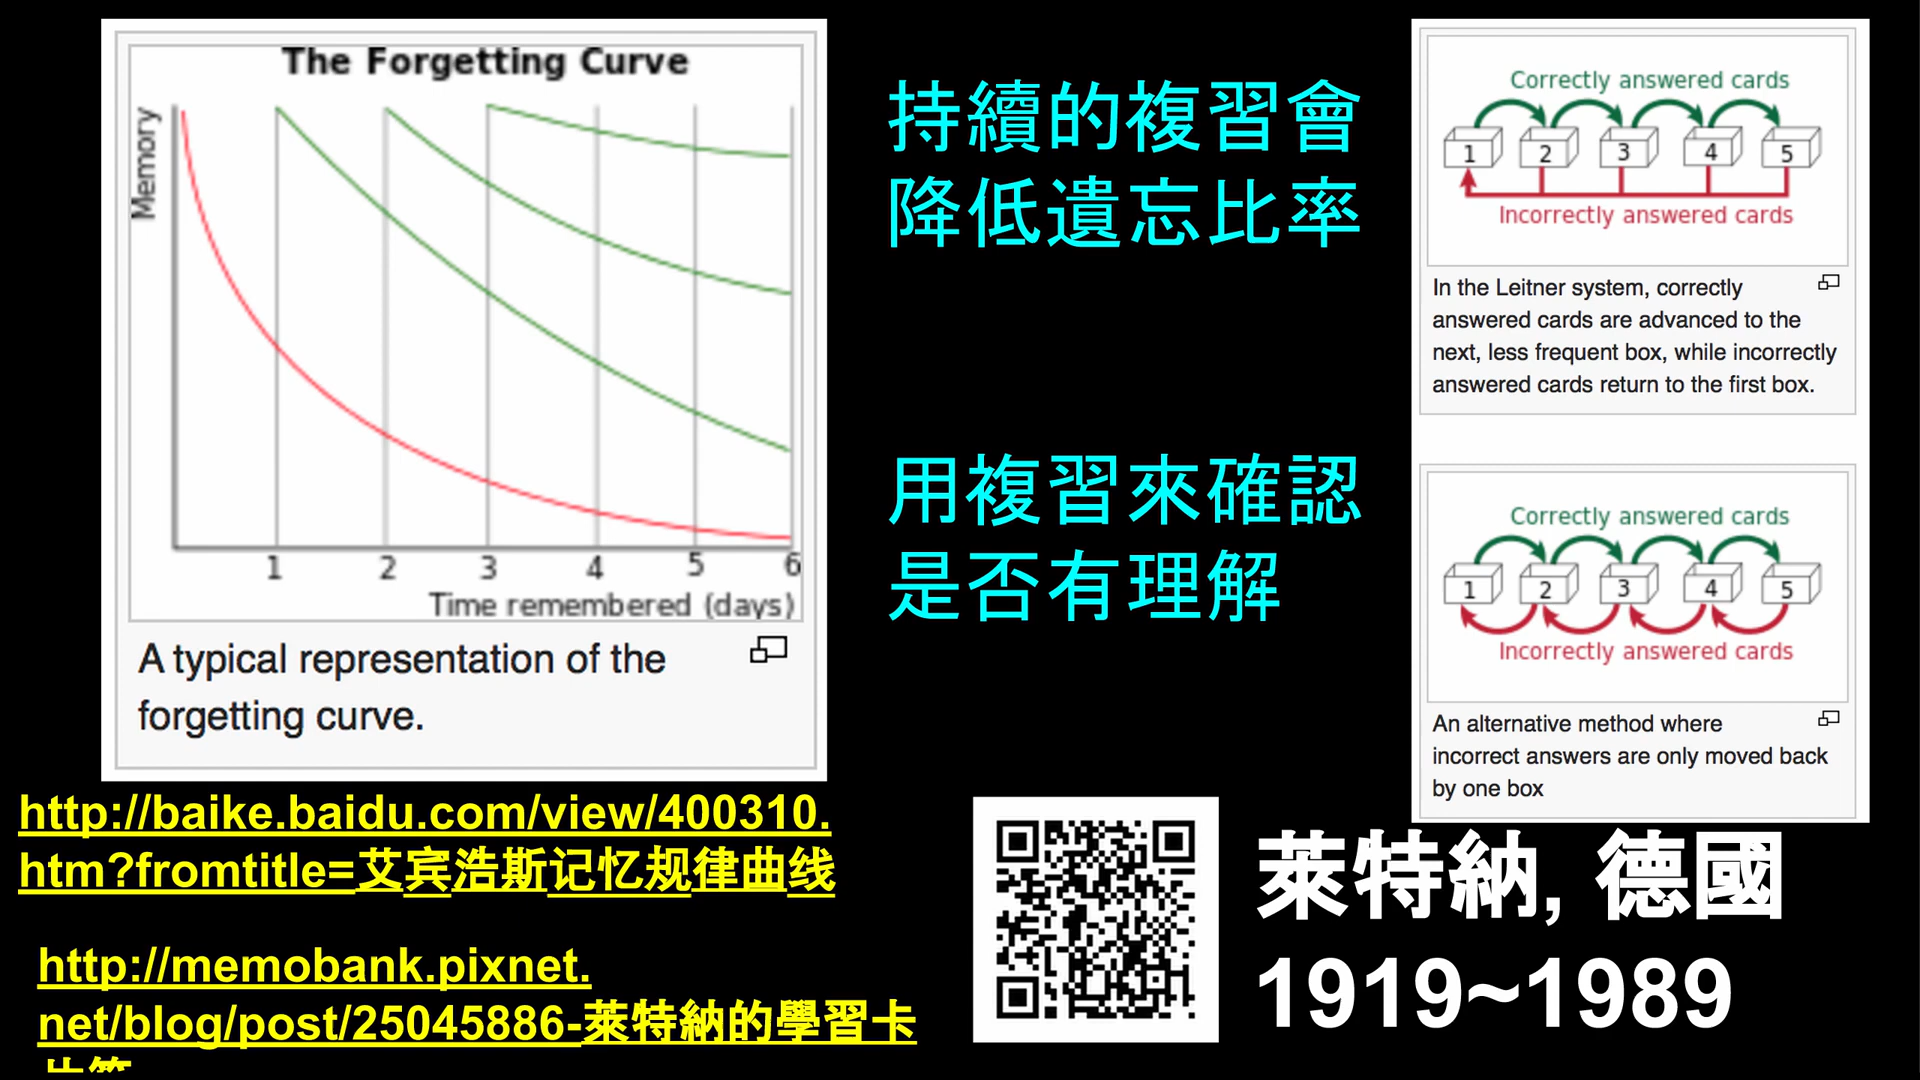 The Forgetting Curve
Memory
1 2 3 4 5 6
Time remembered (days)
A typical representation of the
forgetting curve.
持續的複習會
降低遺忘比率
用複習來確認
是否有理解
Correctly answered cards
1 2 3 4 5
Incorrectly answered cards
In the Leitner system, correctly
answered cards are advanced to the
next, less frequent box, while incorrectly
answered cards return to the first box.
Correctly answered cards
1 2 3 4 5
Incorrectly answered cards
An alternative method where
incorrect answers are only moved back
by one box
http://baike.baidu.com/view/400310.
htm?fromtitle=艾宾浩斯记忆规律曲线
http://memobank.pixnet.
net/blog/post/25045886-萊特納的學習卡
萊特納, 德國
1919~1989